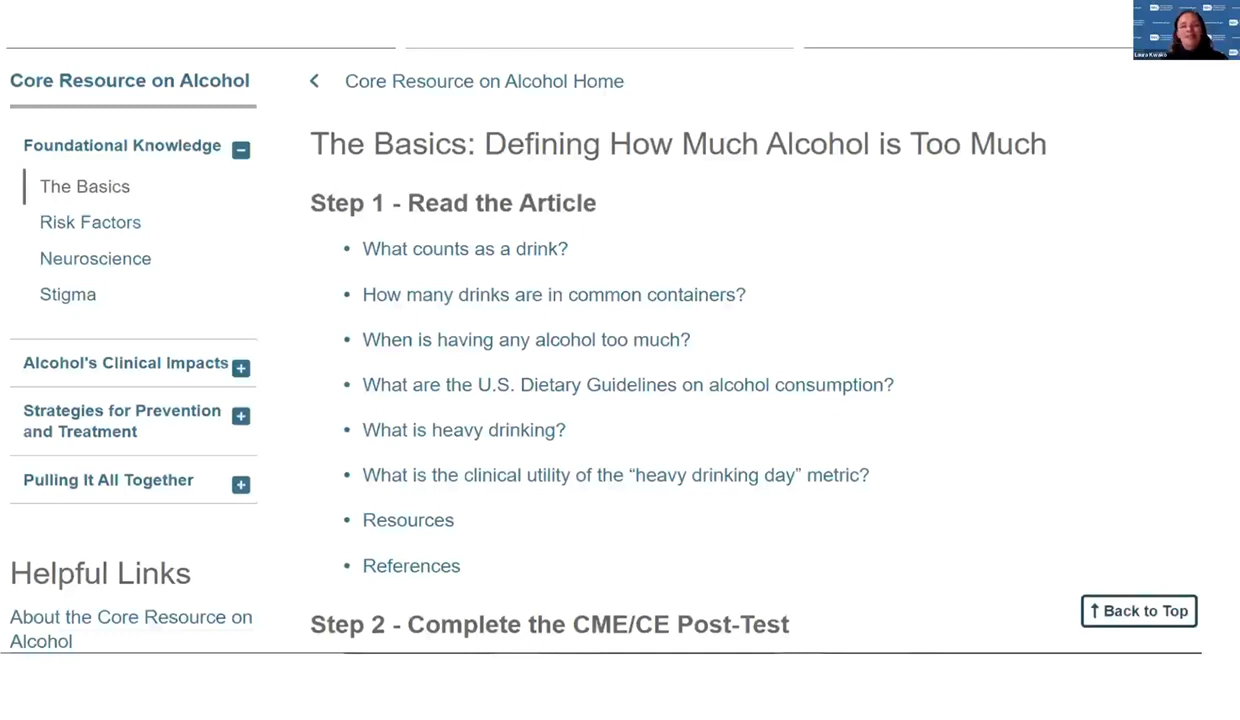 Laura Kwako
Core Resource on Alcohol
Foundational Knowledge
The Basics
Risk Factors
Neuroscience
Stigma
Alcohol's Clinical Impacts
Strategies for Prevention
and Treatment
Pulling It All Together
Helpful Links
About the Core Resource on
Alcohol
Core Resource on Alcohol Home
The Basics: Defining How Much Alcohol is Too Much
Step 1 - Read the Article
• What counts as a drink?
• How many drinks are in common containers?
• When is having any alcohol too much?
• What are the U.S. Dietary Guidelines on alcohol consumption?
• What is heavy drinking?
• What is the clinical utility of the “heavy drinking day” metric?
• Resources
• References
Step 2 - Complete the CME/CE Post-Test
↑ Back to Top